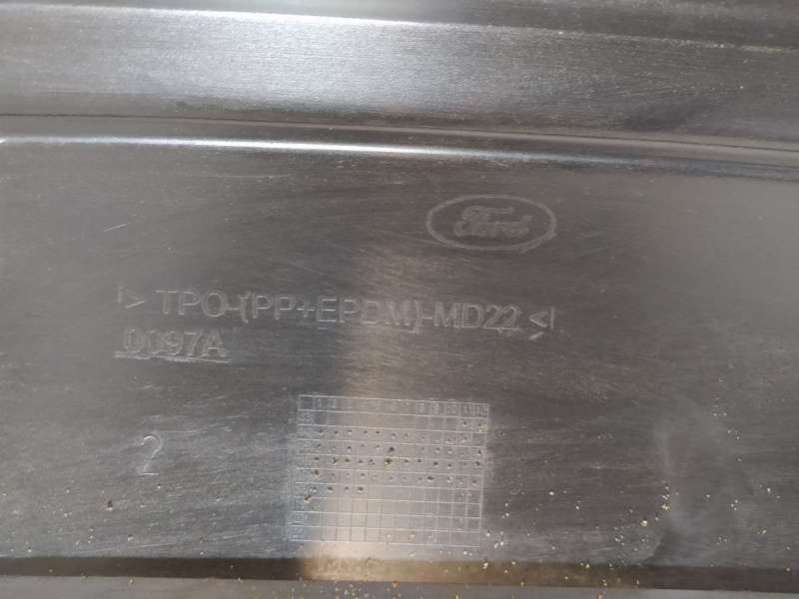 Ford
> TPO-(PP+EPDM)-MD22 <
0097A
2